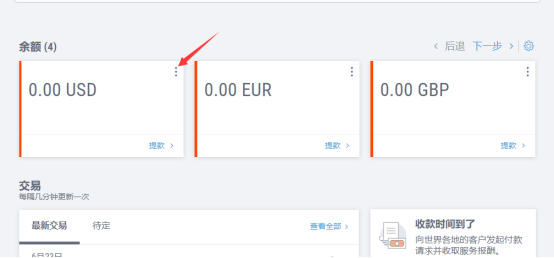 余额 (4)
后退 下一步
0.00 USD
0.00 EUR
0.00 GBP
提款
提款
提款
交易
每隔几分钟更新一次
最新交易 待定 查看全部
6月23日
收款时间到了
向世界各地的客户发起付款
请求并收取服务报酬。